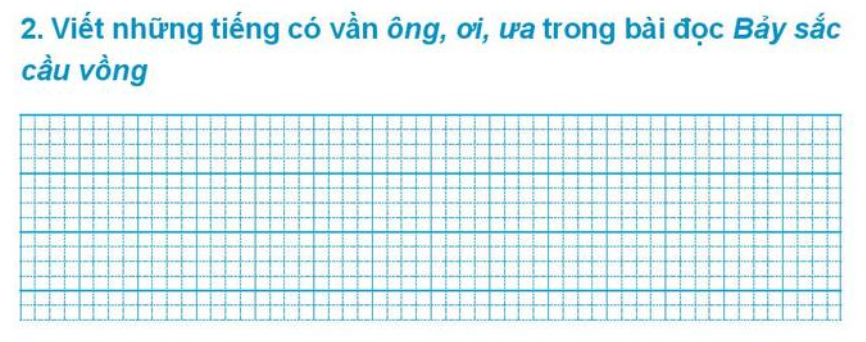 2. Viết những tiếng có vần ông, ơi, ưa trong bài đọc Bảy sắc
cầu vồng